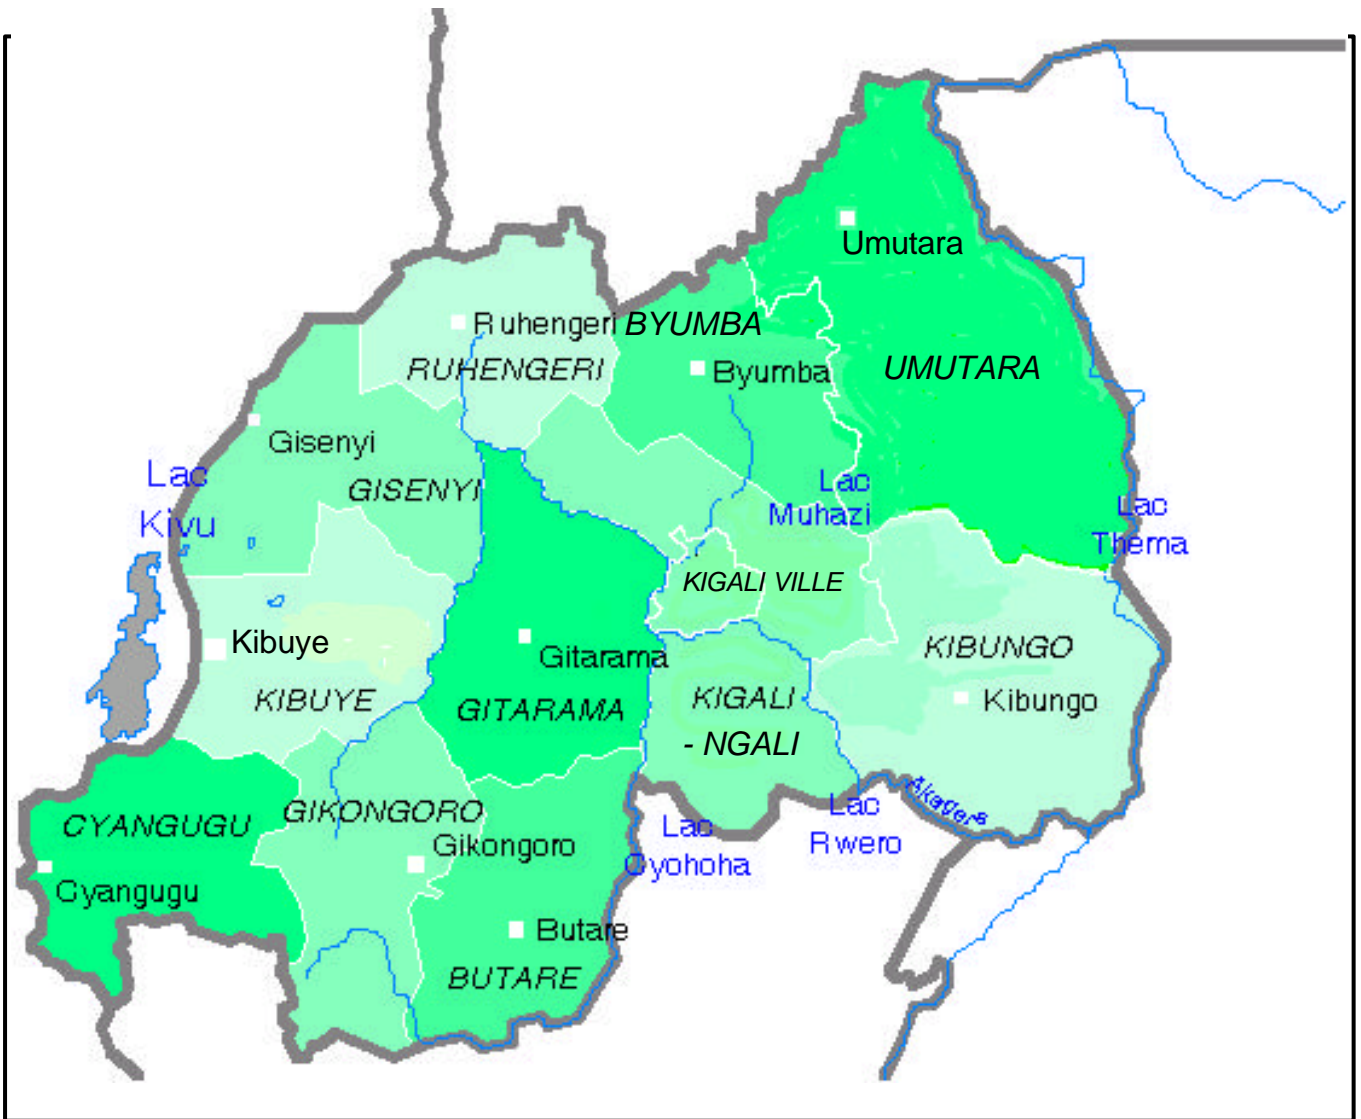 Umutara
Ruhengeri
BYUMBA
RUHENGERI
Byumba
UMUTARA
Gisenyi
Lac
Kivu
GISENYI
Lac
Muhazi
Lac
Thema
KIGALI VILLE
Kibuye
KIBUYE
Gitarama
GITARAMA
KIBUNGO
Kibungo
KIGALI
- NGALI
CYANGUGU
Cyangugu
GIKONGORO
Gikongoro
Lac
Cyohoha
Lac
Rwero
Butare
BUTARE